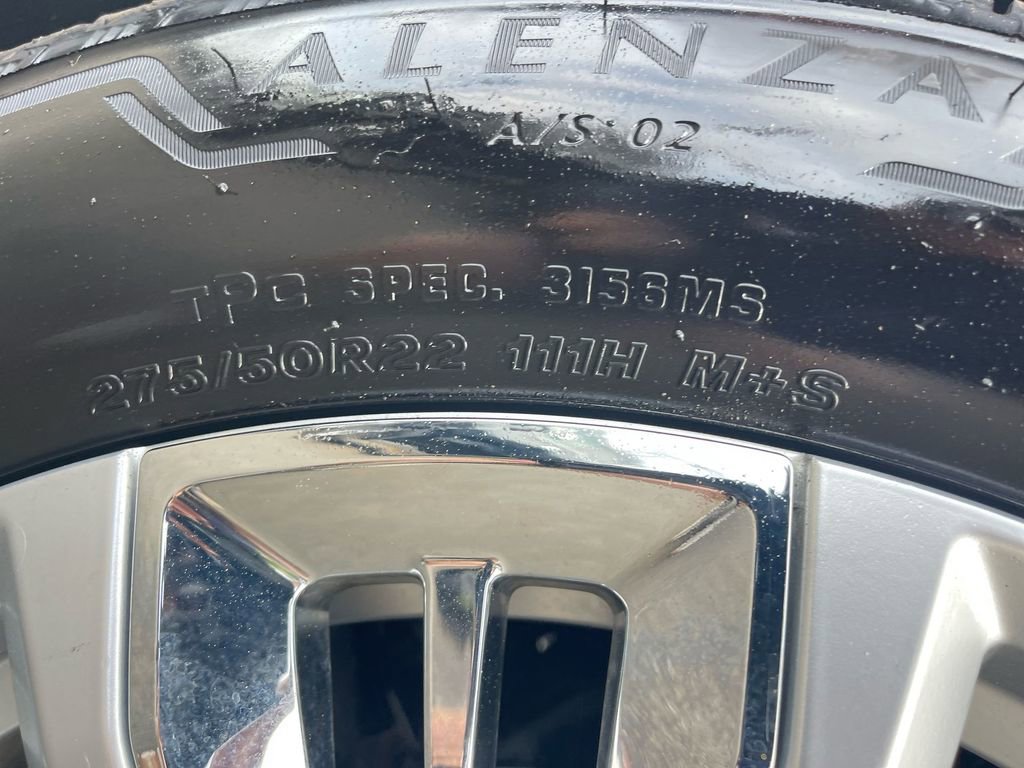 ALENZA
A/S 02
TPC SPEC. 3156MS
275/50R22 111H M+S